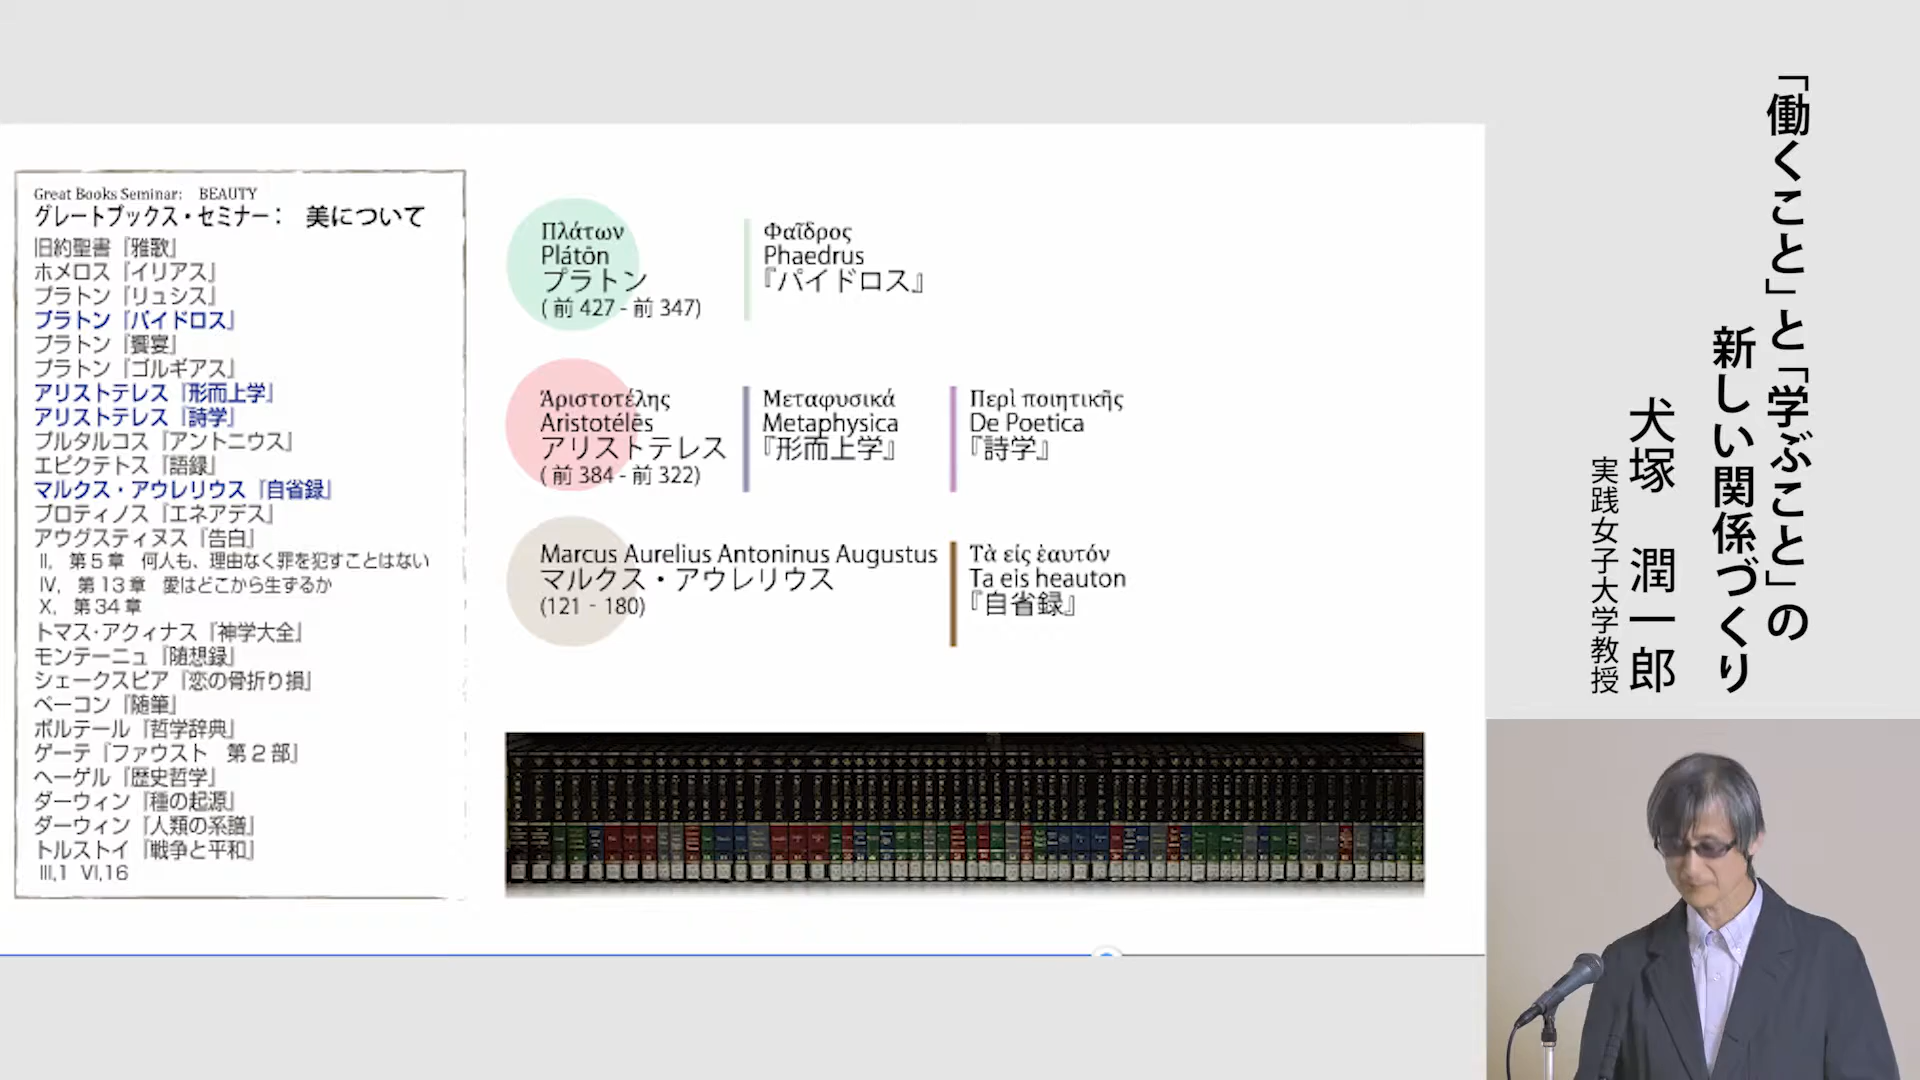 Great Books Seminar: BEAUTY
グレートブックス・セミナー： 美について
旧約聖書『雅歌』
ホメロス『イリアス』
プラトン『リュシス』
プラトン『パイドロス』
プラトン『饗宴』
プラトン『ゴルギアス』
アリストテレス『形而上学』
アリストテレス『詩学』
プルタルコス『アントニウス』
エピクテトス『語録』
マルクス・アウレリウス『自省録』
プロティノス『エネアデス』
アウグスティヌス『告白』
II, 第5章 何人も、理由なく罪を犯すことはない
IV, 第13章 愛はどこから生ずるか
X, 第34章
トマス・アクィナス『神学大全』
モンテーニュ『随想録』
シェークスピア『恋の骨折り損』
ベーコン『随筆』
ボルテール『哲学辞典』
ゲーテ『ファウスト 第2部』
ヘーゲル『歴史哲学』
ダーウィン『種の起源』
ダーウィン『人類の系譜』
トルストイ『戦争と平和』
III,1 VI,16
Πλάτων
Plátōn
プラトン
(前427 - 前347)
Φαῖδρος
Phaedrus
『パイドロス』
Ἀριστοτέλης
Aristotélēs
アリストテレス
(前384 - 前322)
Μεταφυσικά
Metaphysica
『形而上学』
Περὶ ποιητικῆς
De Poetica
『詩学』
Marcus Aurelius Antoninus Augustus
マルクス・アウレリウス
(121 - 180)
Τὰ εἰς ἑαυτόν
Ta eis heauton
『自省録』
「働くこと」と「学ぶこと」の
新しい関係づくり
犬塚 潤一郎
実践女子大学教授